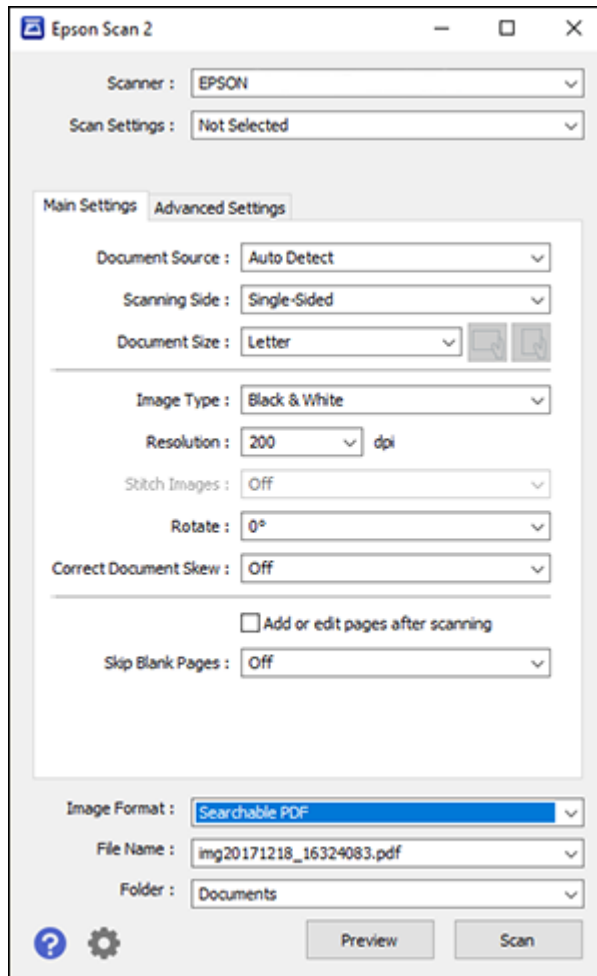 Epson Scan 2
Scanner : EPSON
Scan Settings : Not Selected
Main Settings Advanced Settings
Document Source : Auto Detect
Scanning Side : Single-Sided
Document Size : Letter
Image Type : Black & White
Resolution : 200 dpi
Stitch Images : Off
Rotate : 0°
Correct Document Skew : Off
Add or edit pages after scanning
Skip Blank Pages : Off
Image Format : Searchable PDF
File Name : img20171218_16324083.pdf
Folder : Documents
? Preview Scan